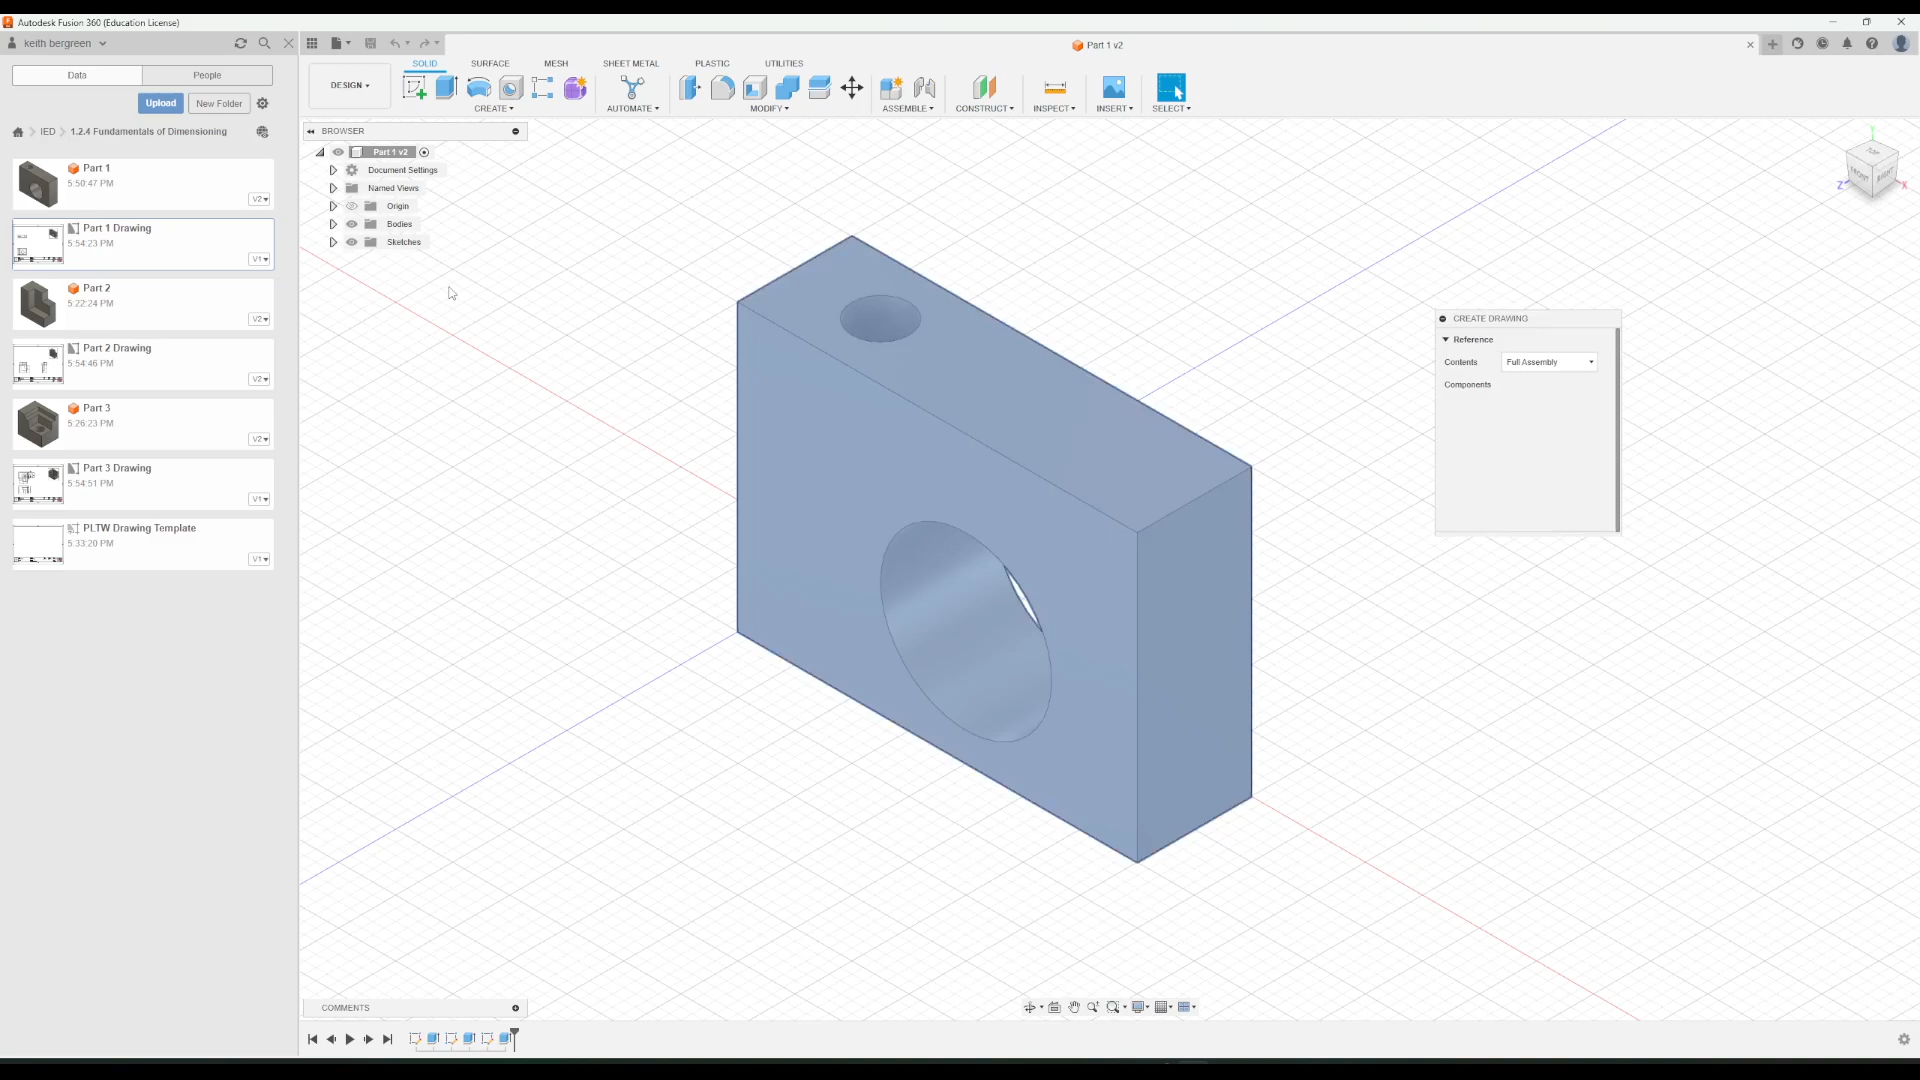 Autodesk Fusion 360 (Education License)
keith bergreen
Part 1 v2
Data
People
Upload
New Folder
IED
1.2.4 Fundamentals of Dimensioning
Part 1
5:50:47 PM
V2
Part 1 Drawing
5:54:23 PM
V1
Part 2
5:22:24 PM
V2
Part 2 Drawing
5:54:46 PM
V2
Part 3
5:26:23 PM
V2
Part 3 Drawing
5:54:51 PM
V1
PLTW Drawing Template
5:33:20 PM
V1
DESIGN
SOLID
SURFACE
MESH
SHEET METAL
PLASTIC
UTILITIES
CREATE
AUTOMATE
MODIFY
ASSEMBLE
CONSTRUCT
INSPECT
INSERT
SELECT
BROWSER
Part 1 v2
Document Settings
Named Views
Origin
Bodies
Sketches
Y
TOP
FRONT
RIGHT
Z
X
CREATE DRAWING
Reference
Contents
Full Assembly
Components
COMMENTS